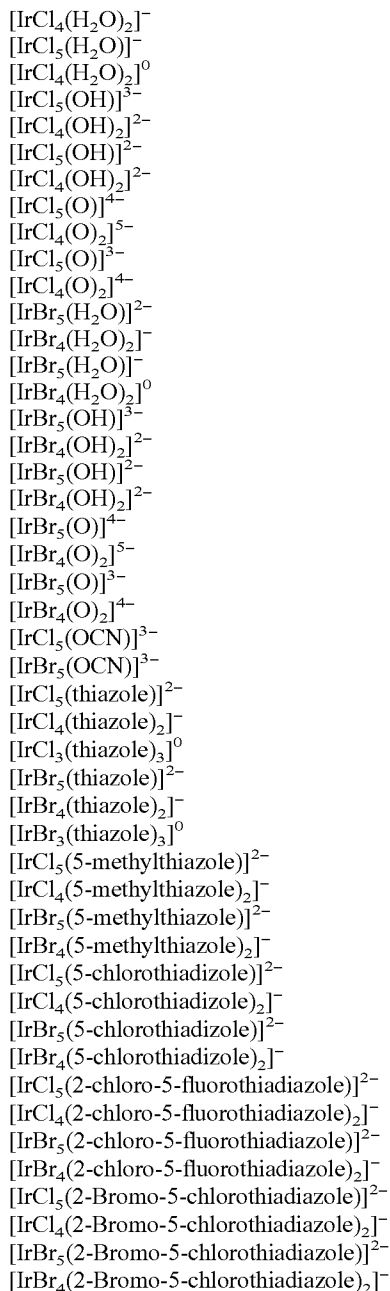 [IrCl₄(H₂O)₂]⁻
[IrCl₅(H₂O)]⁻
[IrCl₄(H₂O)₂]⁰
[IrCl₅(OH)]³⁻
[IrCl₄(OH)₂]²⁻
[IrCl₅(OH)]²⁻
[IrCl₄(OH)₂]²⁻
[IrCl₅(O)]⁴⁻
[IrCl₄(O)₂]⁵⁻
[IrCl₅(O)]³⁻
[IrCl₄(O)₂]⁴⁻
[IrBr₅(H₂O)]²⁻
[IrBr₄(H₂O)₂]⁻
[IrBr₅(H₂O)]⁻
[IrBr₄(H₂O)₂]⁰
[IrBr₅(OH)]³⁻
[IrBr₄(OH)₂]²⁻
[IrBr₅(OH)]²⁻
[IrBr₄(OH)₂]²⁻
[IrBr₅(O)]⁴⁻
[IrBr₄(O)₂]⁵⁻
[IrBr₅(O)]³⁻
[IrBr₄(O)₂]⁴⁻
[IrCl₅(OCN)]³⁻
[IrBr₅(OCN)]³⁻
[IrCl₅(thiazole)]²⁻
[IrCl₄(thiazole)₂]⁻
[IrCl₃(thiazole)₃]⁰
[IrBr₅(thiazole)]²⁻
[IrBr₄(thiazole)₂]⁻
[IrBr₃(thiazole)₃]⁰
[IrCl₅(5-methylthiazole)]²⁻
[IrCl₄(5-methylthiazole)₂]⁻
[IrBr₅(5-methylthiazole)]²⁻
[IrBr₄(5-methylthiazole)₂]⁻
[IrCl₅(5-chlorothiadizole)]²⁻
[IrCl₄(5-chlorothiadizole)₂]⁻
[IrBr₅(5-chlorothiadizole)]²⁻
[IrBr₄(5-chlorothiadizole)₂]⁻
[IrCl₅(2-chloro-5-fluorothiadiazole)]²⁻
[IrCl₄(2-chloro-5-fluorothiadiazole)₂]⁻
[IrBr₅(2-chloro-5-fluorothiadiazole)]²⁻
[IrBr₄(2-chloro-5-fluorothiadiazole)₂]⁻
[IrCl₅(2-Bromo-5-chlorothiadiazole)]²⁻
[IrCl₄(2-Bromo-5-chlorothiadiazole)₂]⁻
[IrBr₅(2-Bromo-5-chlorothiadiazole)]²⁻
[IrBr₄(2-Bromo-5-chlorothiadiazole)₂]⁻